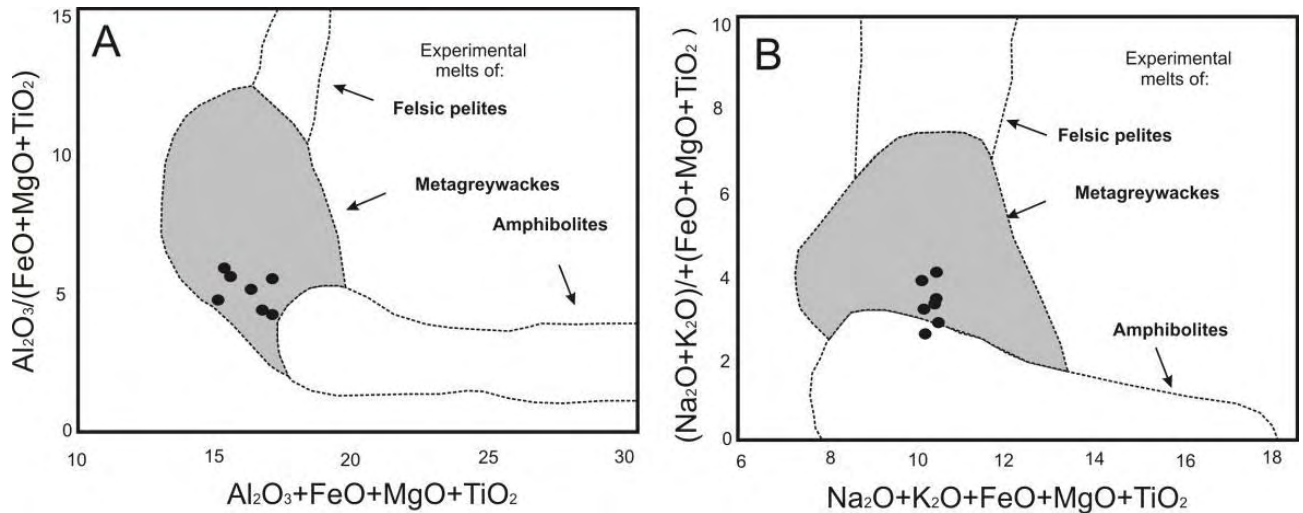 A
Al₂O₃/(FeO+MgO+TiO₂)
15
10
5
0
Experimental
melts of:
Felsic pelites
Metagreywackes
Amphibolites
10 15 20 25 30
Al₂O₃+FeO+MgO+TiO₂
B
(Na₂O+K₂O)/+(FeO+MgO+TiO₂)
10
8
6
4
2
0
Experimental
melts of:
Felsic pelites
Metagreywackes
Amphibolites
6 8 10 12 14 16 18
Na₂O+K₂O+FeO+MgO+TiO₂